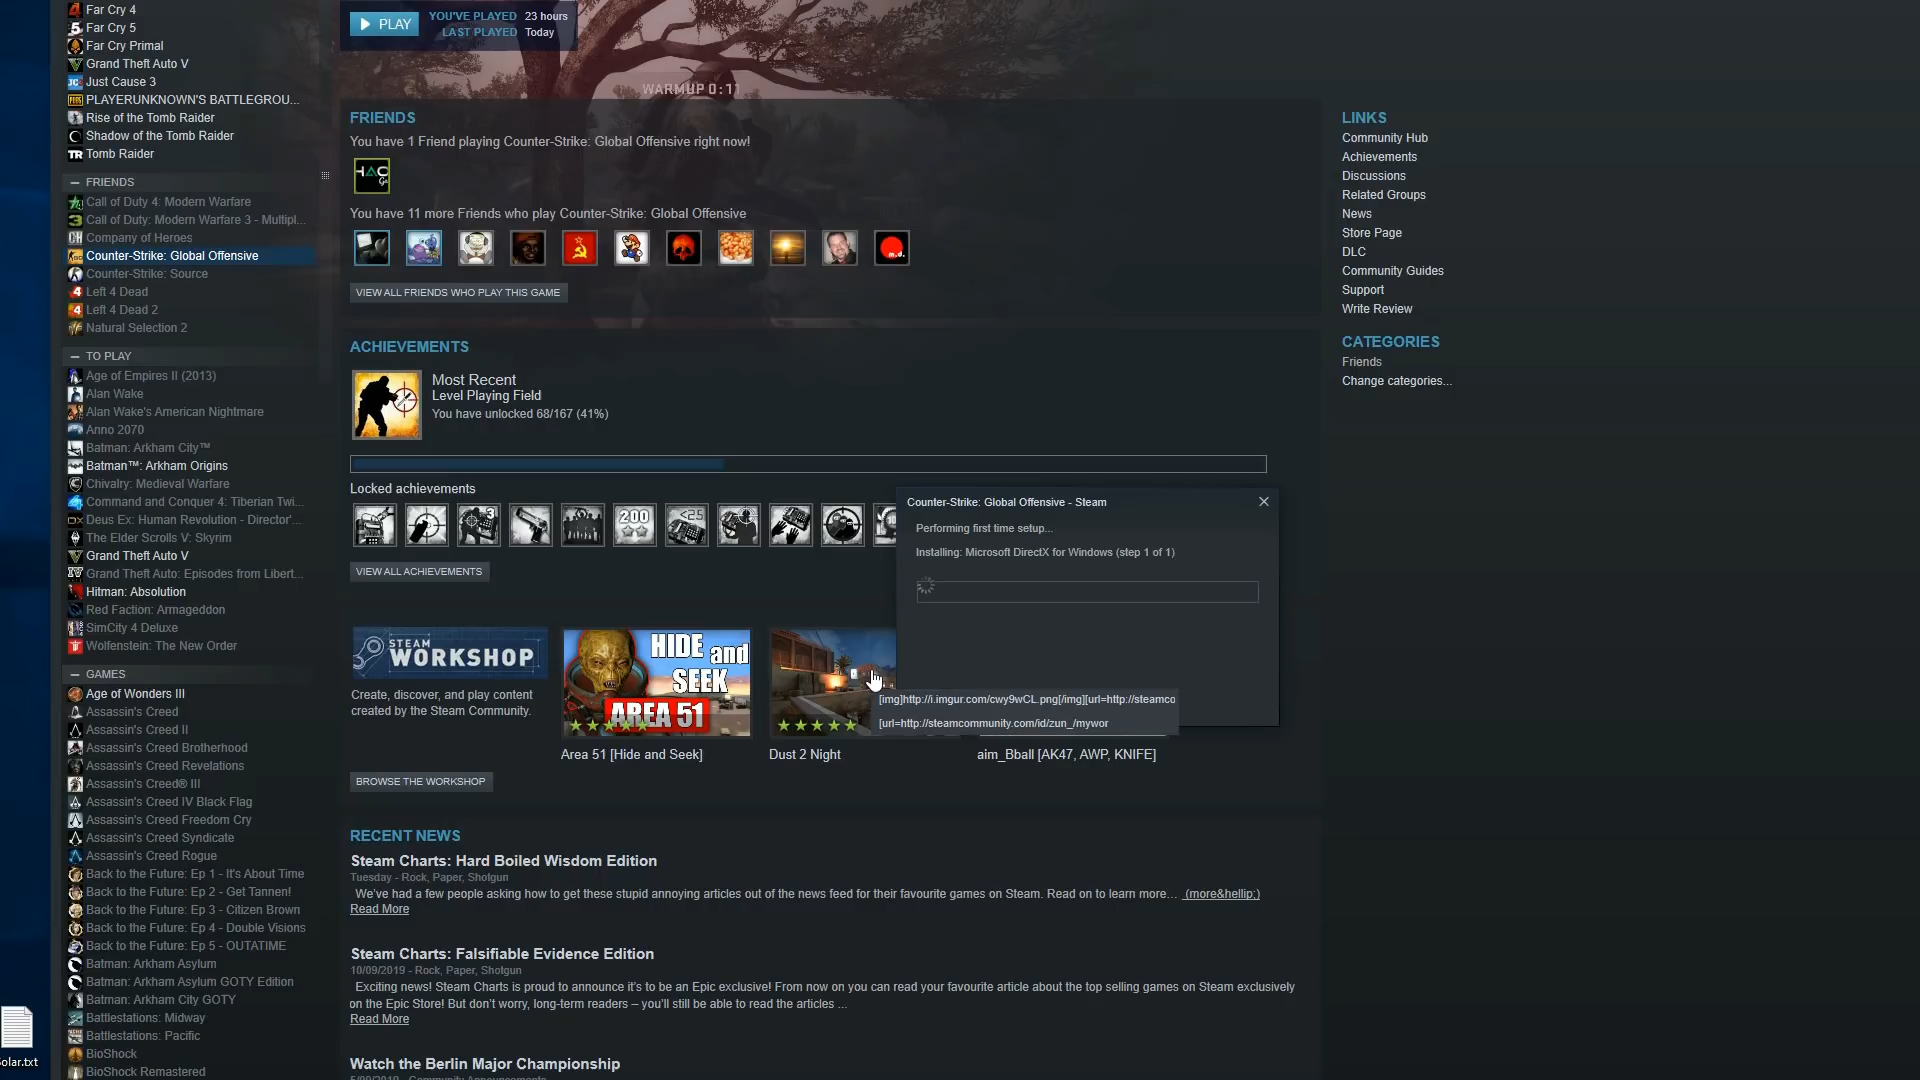 Far Cry 4
Far Cry 5
Far Cry Primal
Grand Theft Auto V
Just Cause 3
PLAYERUNKNOWN'S BATTLEGROU...
Rise of the Tomb Raider
Shadow of the Tomb Raider
Tomb Raider
FRIENDS
Call of Duty 4: Modern Warfare
Call of Duty: Modern Warfare 3 - Multipl...
Company of Heroes
Counter-Strike: Global Offensive
Counter-Strike: Source
Left 4 Dead
Left 4 Dead 2
Natural Selection 2
TO PLAY
Age of Empires II (2013)
Alan Wake
Alan Wake's American Nightmare
Anno 2070
Batman: Arkham City™
Batman™: Arkham Origins
Chivalry: Medieval Warfare
Command and Conquer 4: Tiberian Twi...
Deus Ex: Human Revolution - Director'...
The Elder Scrolls V: Skyrim
Grand Theft Auto V
Grand Theft Auto: Episodes from Libert...
Hitman: Absolution
Red Faction: Armageddon
SimCity 4 Deluxe
Wolfenstein: The New Order
GAMES
Age of Wonders III
Assassin's Creed
Assassin's Creed II
Assassin's Creed Brotherhood
Assassin's Creed Revelations
Assassin's Creed® III
Assassin's Creed IV Black Flag
Assassin's Creed Freedom Cry
Assassin's Creed Syndicate
Assassin's Creed Rogue
Back to the Future: Ep 1 - It's About Time
Back to the Future: Ep 2 - Get Tannen!
Back to the Future: Ep 3 - Citizen Brown
Back to the Future: Ep 4 - Double Visions
Back to the Future: Ep 5 - OUTATIME
Batman: Arkham Asylum
Batman: Arkham Asylum GOTY Edition
Batman: Arkham City GOTY
Battlestations: Midway
Battlestations: Pacific
BioShock
BioShock Remastered
olar.txt
PLAY
YOU'VE PLAYED 23 hours
LAST PLAYED Today
WARMUP 0:11
FRIENDS
You have 1 Friend playing Counter-Strike: Global Offensive right now!
You have 11 more Friends who play Counter-Strike: Global Offensive
m.d.
VIEW ALL FRIENDS WHO PLAY THIS GAME
ACHIEVEMENTS
Most Recent
Level Playing Field
You have unlocked 68/167 (41%)
Locked achievements
3
200
<25
VIEW ALL ACHIEVEMENTS
STEAM
WORKSHOP
Create, discover, and play content
created by the Steam Community.
BROWSE THE WORKSHOP
HIDE and
SEEK
AREA 51
Area 51 [Hide and Seek]
Dust 2 Night
aim_Bball [AK47, AWP, KNIFE]
Counter-Strike: Global Offensive - Steam
Performing first time setup...
Installing: Microsoft DirectX for Windows (step 1 of 1)
[img]http://i.imgur.com/cwy9wCL.png[/img][url=http://steamco
[url=http://steamcommunity.com/id/zun_/mywor
RECENT NEWS
Steam Charts: Hard Boiled Wisdom Edition
Tuesday - Rock, Paper, Shotgun
We've had a few people asking how to get these stupid annoying articles out of the news feed for their favourite games on Steam. Read on to learn more… (more&hellip;)
Read More
Steam Charts: Falsifiable Evidence Edition
10/09/2019 - Rock, Paper, Shotgun
Exciting news! Steam Charts is proud to announce it's to be an Epic exclusive! From now on you can read your favourite article about the top selling games on Steam exclusively
on the Epic Store! But don't worry, long-term readers – you'll still be able to read the articles ...
Read More
Watch the Berlin Major Championship
LINKS
Community Hub
Achievements
Discussions
Related Groups
News
Store Page
DLC
Community Guides
Support
Write Review
CATEGORIES
Friends
Change categories...